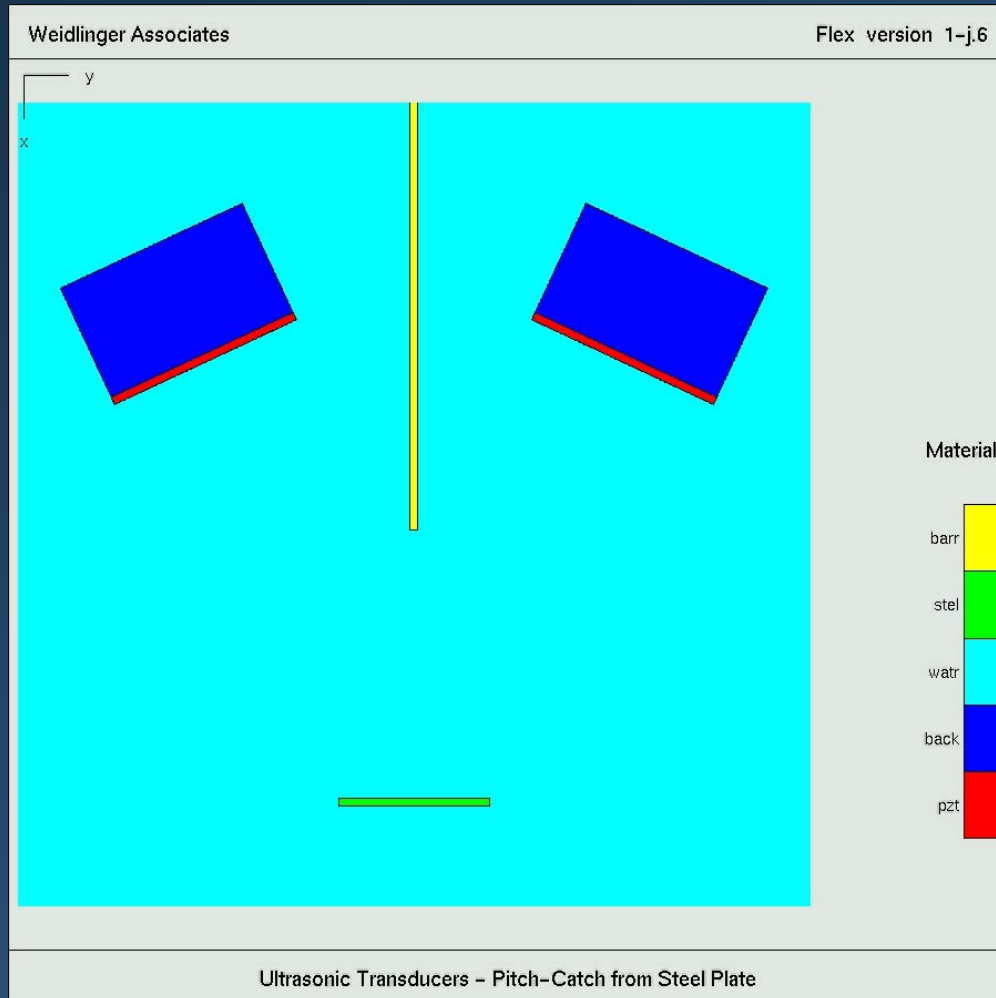 Weidlinger Associates
Flex version 1-j.6
y
x
Material
barr
stel
watr
back
pzt
Ultrasonic Transducers - Pitch-Catch from Steel Plate